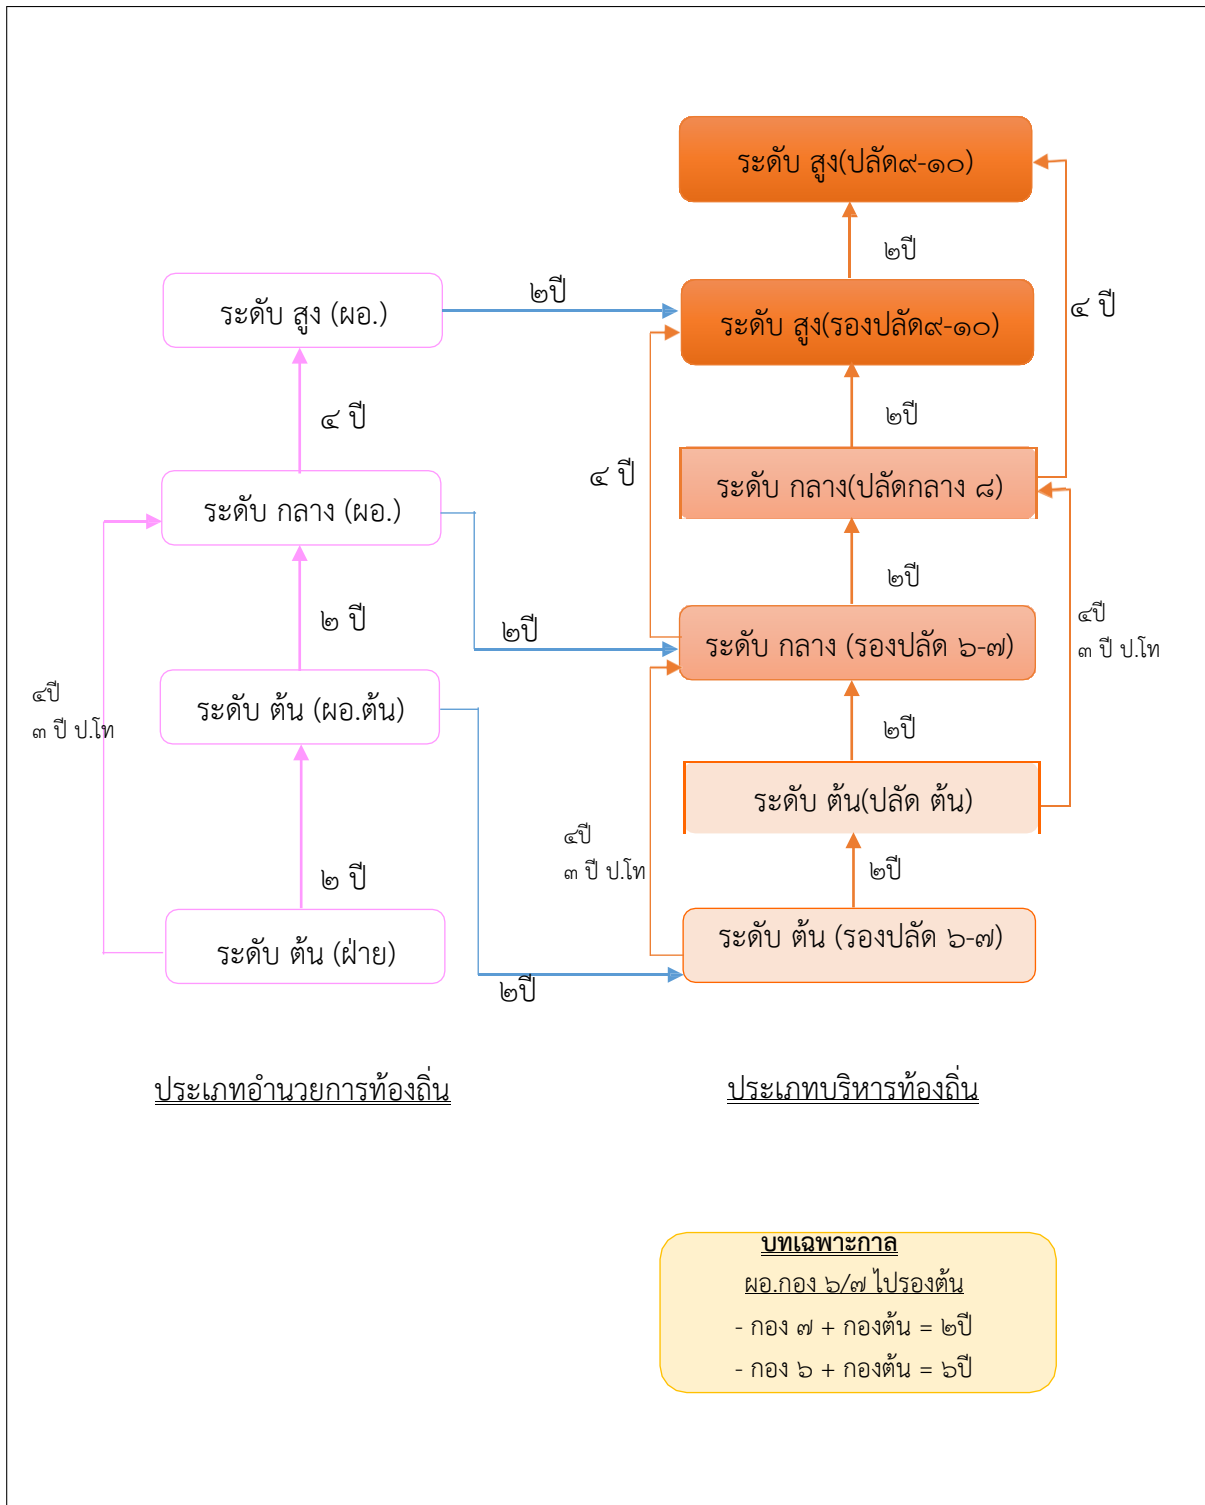 ระดับ สูง(ปลัด๙-๑๐)
๒ปี
๒ปี
๔ ปี
ระดับ สูง (ผอ.)
ระดับ สูง(รองปลัด๙-๑๐)
๔ ปี
๒ปี
๔ ปี
ระดับ กลาง (ผอ.)
ระดับ กลาง(ปลัดกลาง ๘)
๒ปี
๒ ปี
๒ปี
ระดับ กลาง (รองปลัด ๖-๗)
๔ปี
๓ ปี ป.โท
๔ปี
๓ ปี ป.โท
ระดับ ต้น (ผอ.ต้น)
๒ปี
ระดับ ต้น(ปลัด ต้น)
๔ปี
๓ ปี ป.โท
๒ ปี
๒ปี
ระดับ ต้น (ฝ่าย)
ระดับ ต้น (รองปลัด ๖-๗)
๒ปี
ประเภทอำนวยการท้องถิ่น
ประเภทบริหารท้องถิ่น
บทเฉพาะกาล
ผอ.กอง ๖/๗ ไปรองต้น
- กอง ๗ + กองต้น = ๒ปี
- กอง ๖ + กองต้น = ๖ปี